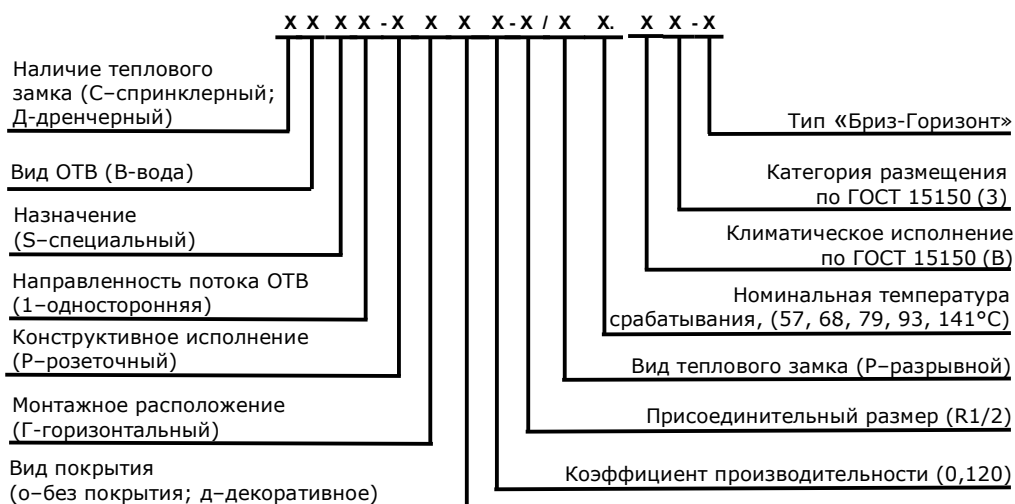 X X X X - X X X X - X / X X. X X - X
Наличие теплового
замка (С–спринклерный;
Д-дренчерный)
Вид ОТВ (В-вода)
Назначение
(S–специальный)
Направленность потока ОТВ
(1–односторонняя)
Конструктивное исполнение
(Р–розеточный)
Монтажное расположение
(Г-горизонтальный)
Вид покрытия
(о–без покрытия; д–декоративное)
Тип «Бриз-Горизонт»
Категория размещения
по ГОСТ 15150 (3)
Климатическое исполнение
по ГОСТ 15150 (В)
Номинальная температура
срабатывания, (57, 68, 79, 93, 141°С)
Вид теплового замка (Р–разрывной)
Присоединительный размер (R1/2)
Коэффициент производительности (0,120)